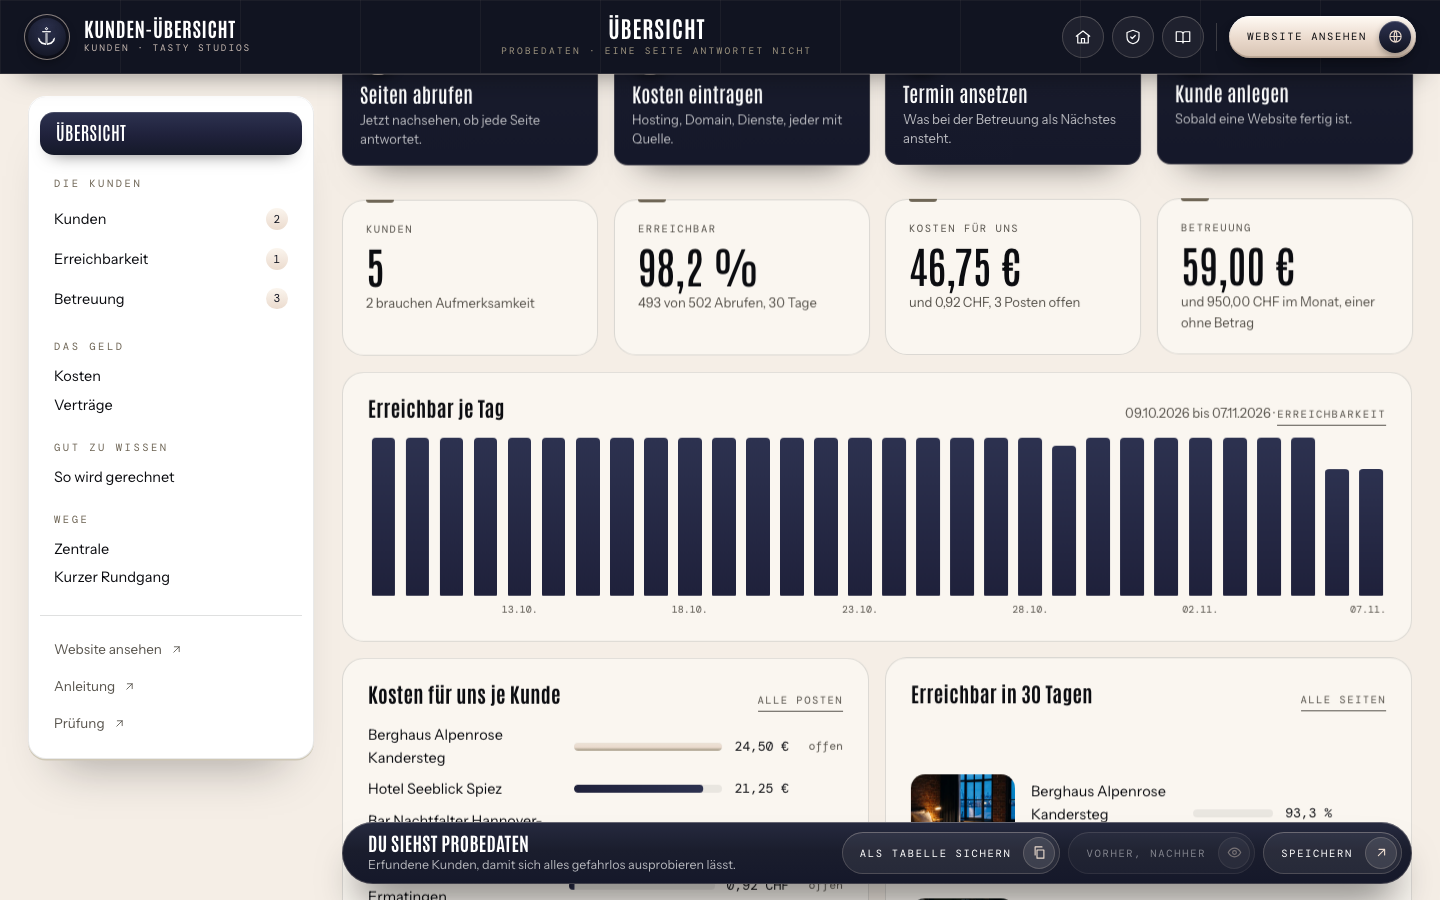 KUNDEN-ÜBERSICHT
KUNDEN · TASTY STUDIOS
ÜBERSICHT
PROBEDATEN · EINE SEITE ANTWORTET NICHT
WEBSITE ANSEHEN
ÜBERSICHT
DIE KUNDEN
Kunden 2
Erreichbarkeit 1
Betreuung 3
DAS GELD
Kosten
Verträge
GUT ZU WISSEN
So wird gerechnet
WEGE
Zentrale
Kurzer Rundgang
Website ansehen
Anleitung
Prüfung
Seiten abrufen
Jetzt nachsehen, ob jede Seite
antwortet.
Kosten eintragen
Hosting, Domain, Dienste, jeder mit
Quelle.
Termin ansetzen
Was bei der Betreuung als Nächstes
ansteht.
Kunde anlegen
Sobald eine Website fertig ist.
KUNDEN
5
2 brauchen Aufmerksamkeit
ERREICHBAR
98,2 %
493 von 502 Abrufen, 30 Tage
KOSTEN FÜR UNS
46,75 €
und 0,92 CHF, 3 Posten offen
BETREUUNG
59,00 €
und 950,00 CHF im Monat, einer
ohne Betrag
Erreichbar je Tag
09.10.2026 bis 07.11.2026 · ERREICHBARKEIT
13.10. 18.10. 23.10. 28.10. 02.11. 07.11.
Kosten für uns je Kunde
ALLE POSTEN
Berghaus Alpenrose
Kandersteg
24,50 € offen
Hotel Seeblick Spiez 21,25 €
Bar Nachtfalter Hannover-
0,92 CHF offen
Ermatingen
Erreichbar in 30 Tagen
ALLE SEITEN
Berghaus Alpenrose
Kandersteg
93,3 %
DU SIEHST PROBEDATEN
Erfundene Kunden, damit sich alles gefahrlos ausprobieren lässt.
ALS TABELLE SICHERN
VORHER, NACHHER
SPEICHERN